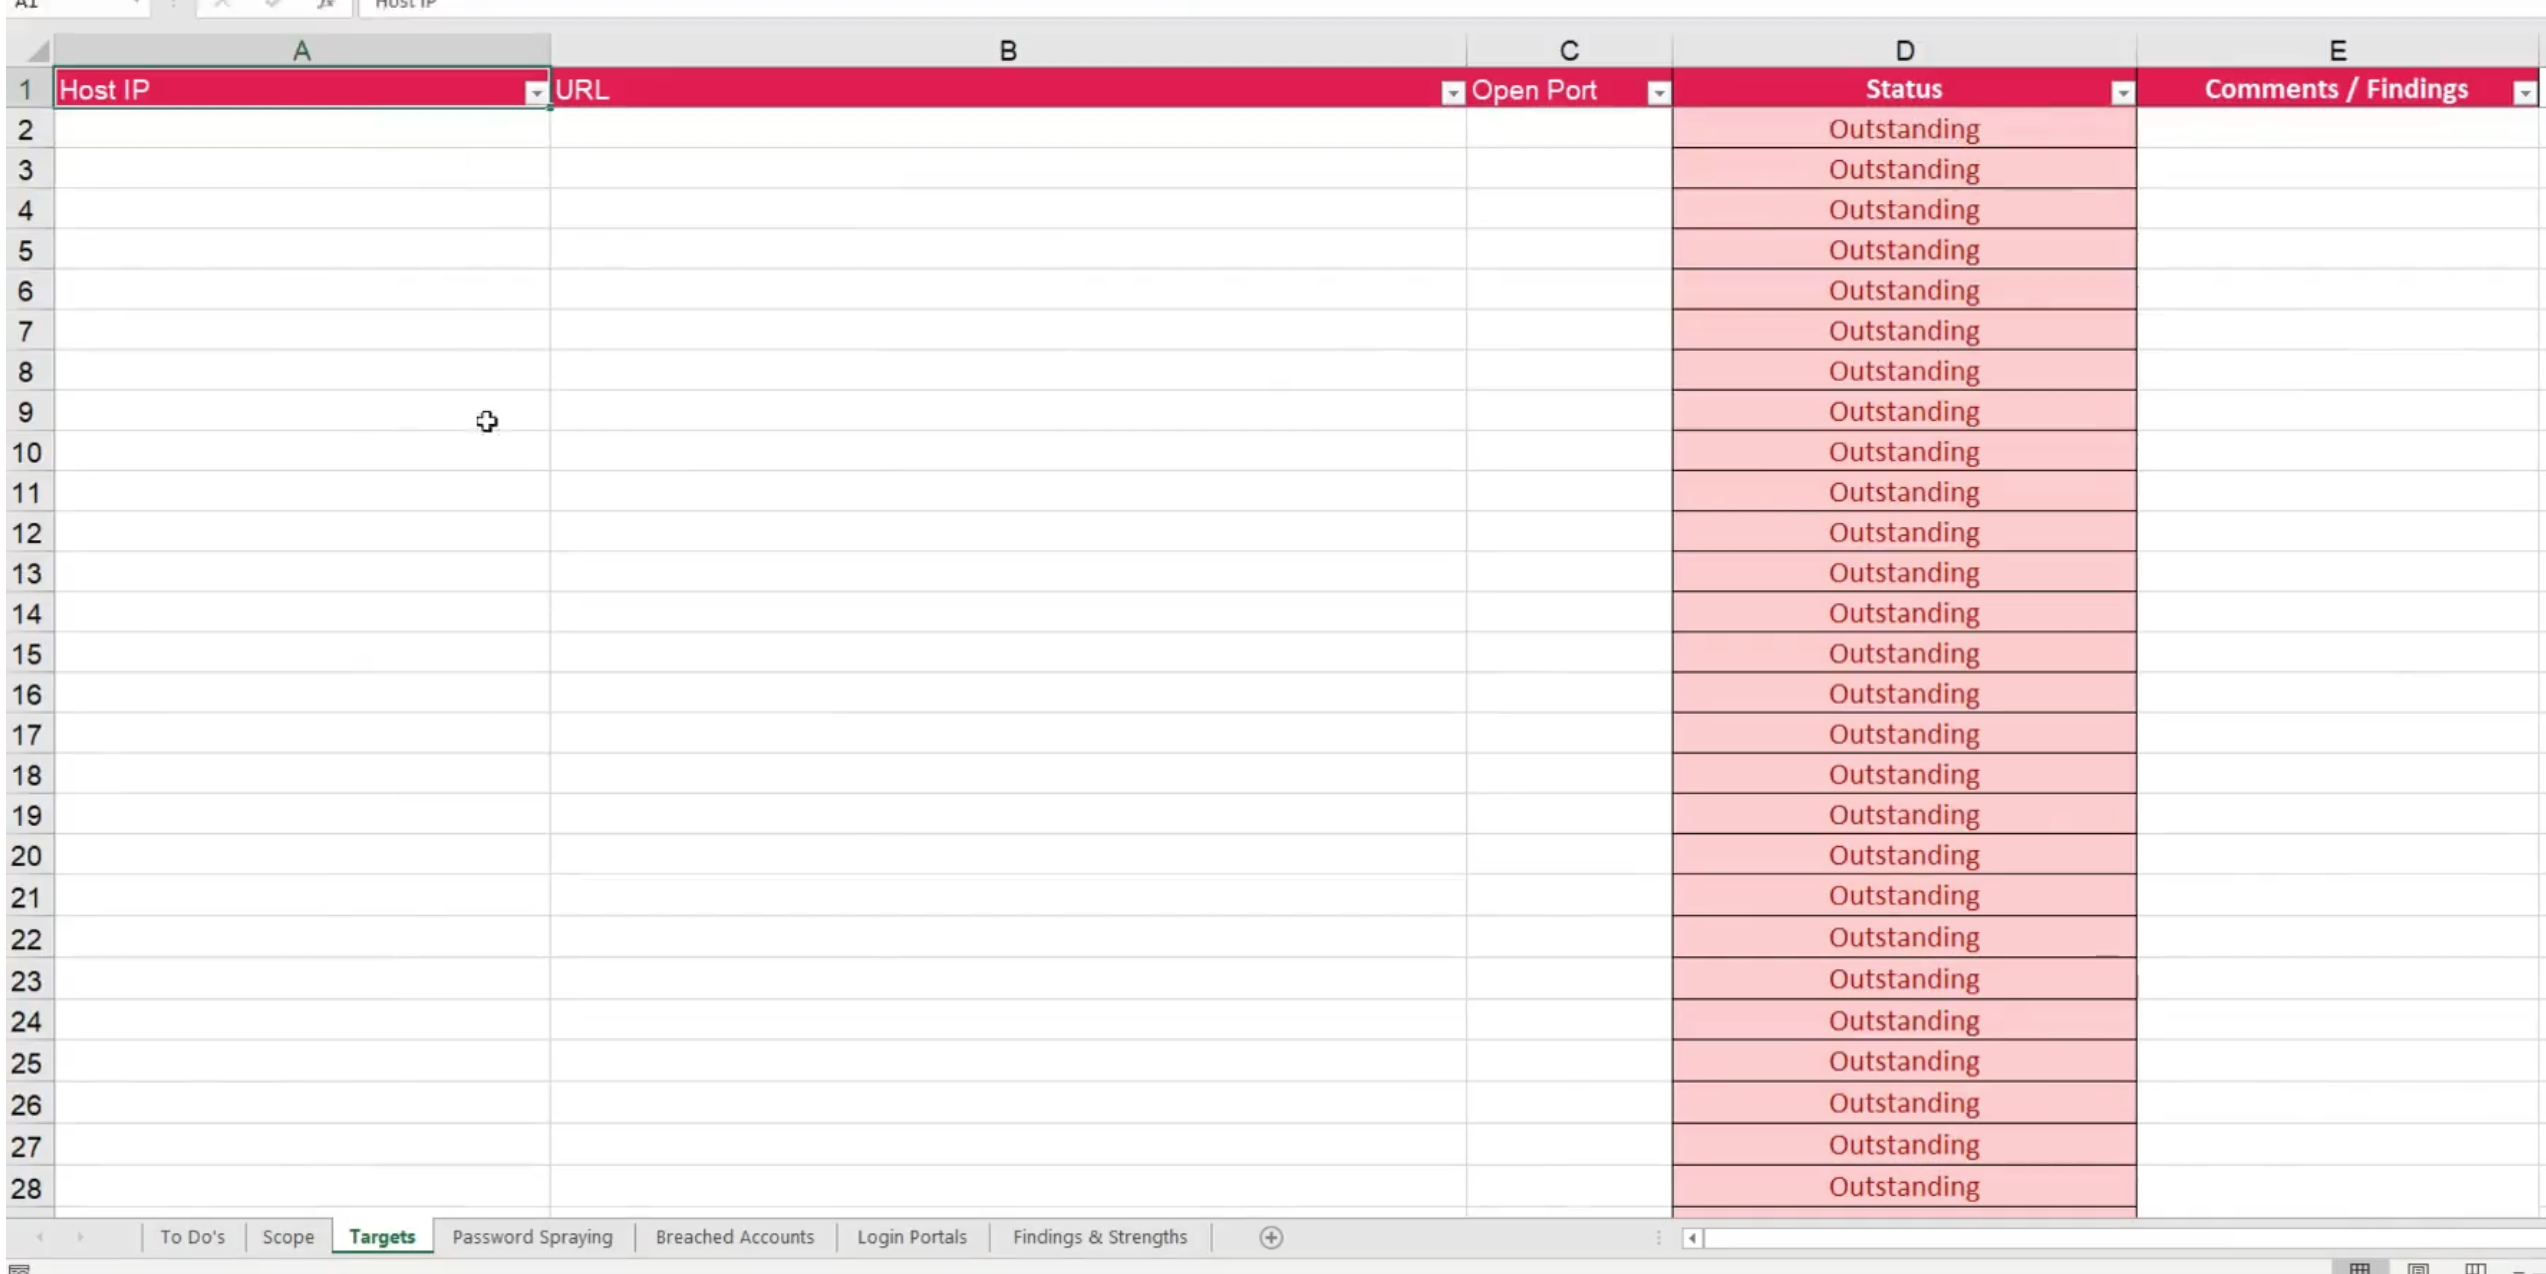 A1 fx Host IP
A B C D E
1 Host IP URL Open Port Status Comments / Findings
2 Outstanding
3 Outstanding
4 Outstanding
5 Outstanding
6 Outstanding
7 Outstanding
8 Outstanding
9 Outstanding
10 Outstanding
11 Outstanding
12 Outstanding
13 Outstanding
14 Outstanding
15 Outstanding
16 Outstanding
17 Outstanding
18 Outstanding
19 Outstanding
20 Outstanding
21 Outstanding
22 Outstanding
23 Outstanding
24 Outstanding
25 Outstanding
26 Outstanding
27 Outstanding
28 Outstanding
To Do's Scope Targets Password Spraying Breached Accounts Login Portals Findings & Strengths